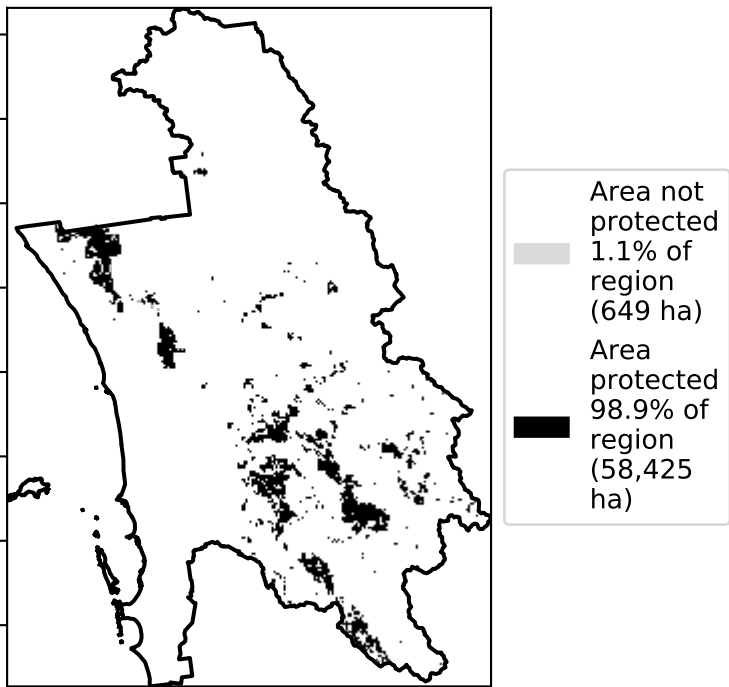 Area not
protected
1.1% of
region
(649 ha)
Area
protected
98.9% of
region
(58,425
ha)